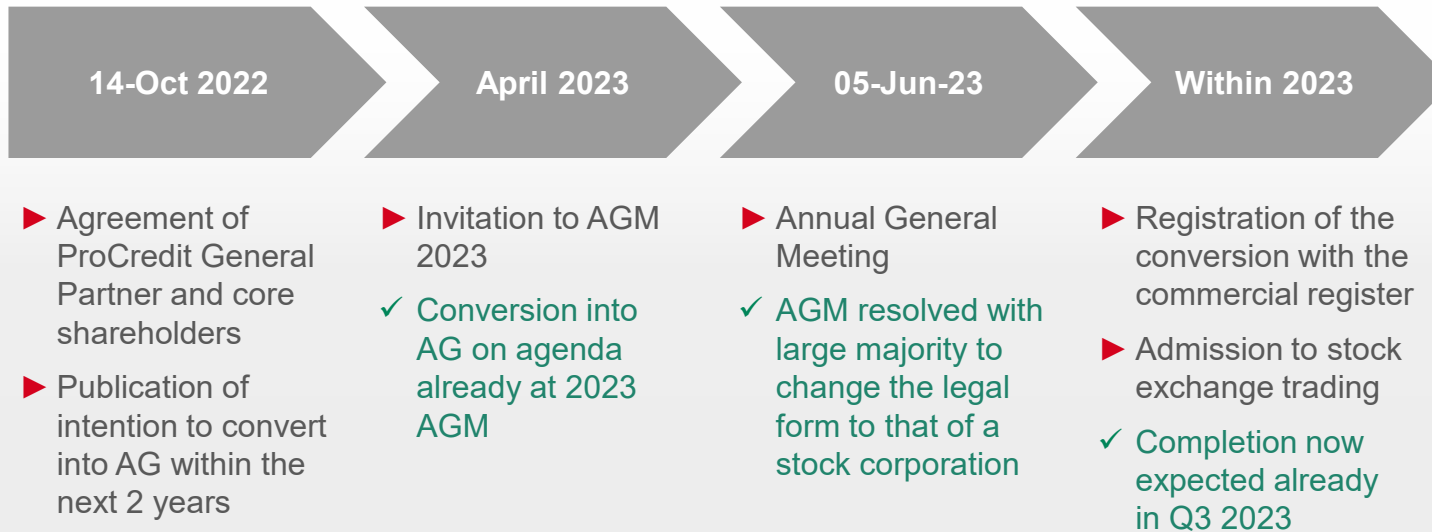 14-Oct 2022
April 2023
05-Jun-23
Within 2023
► Agreement of
ProCredit General
Partner and core
shareholders
► Publication of
intention to convert
into AG within the
next 2 years
► Invitation to AGM
2023
✓ Conversion into
AG on agenda
already at 2023
AGM
► Annual General
Meeting
✓ AGM resolved with
large majority to
change the legal
form to that of a
stock corporation
► Registration of the
conversion with the
commercial register
► Admission to stock
exchange trading
✓ Completion now
expected already
in Q3 2023